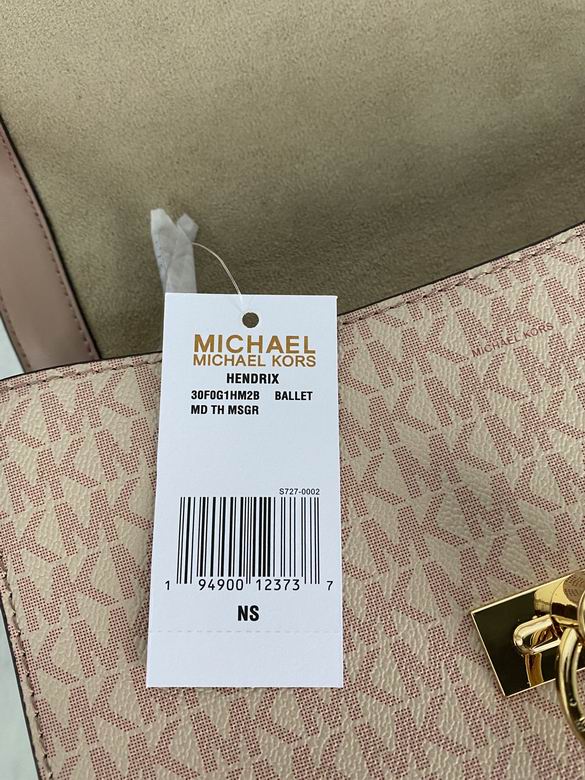 MICHAEL
MICHAEL KORS
HENDRIX
30F0G1HM2B BALLET
MD TH MSGR
S727-0002
1 94900 12373 7
NS
MICHAEL KORS